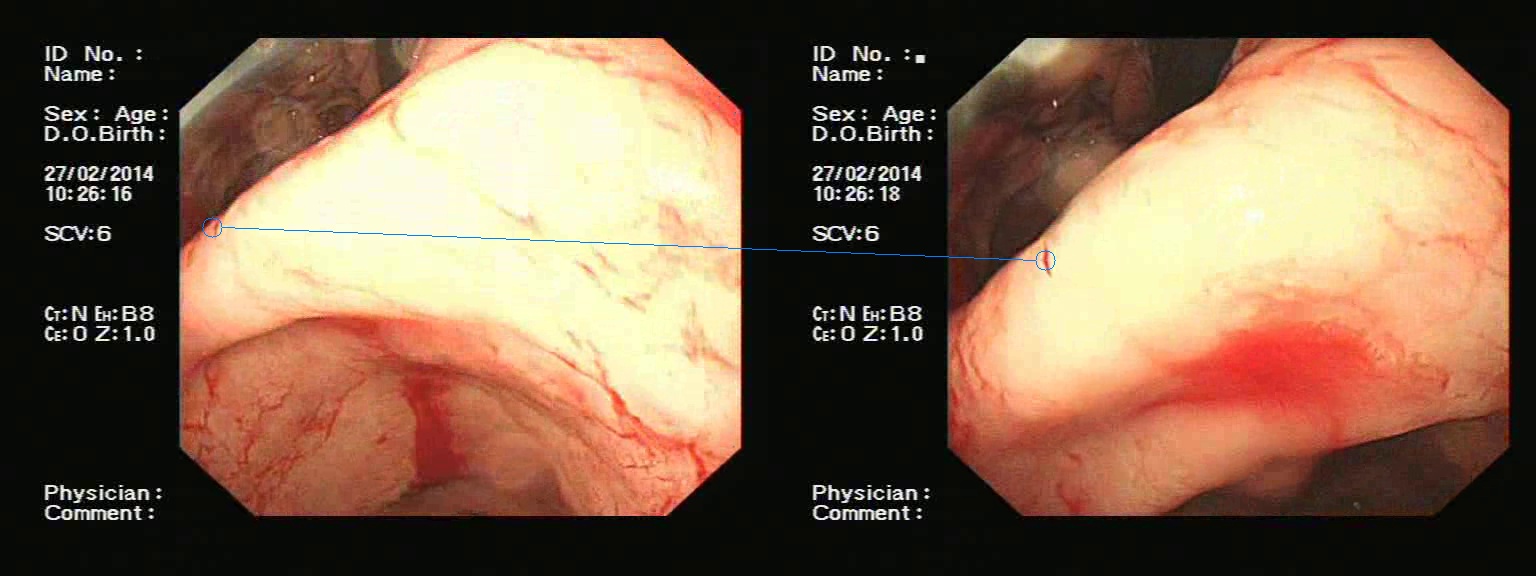 ID No. :
Name:
Sex: Age:
D.O.Birth:
27/02/2014
10:26:16
SCV:6
CT:N EH:B8
CE:0 Z:1.0
Physician:
Comment:
ID No. :
Name:
Sex: Age:
D.O.Birth:
27/02/2014
10:26:18
SCV:6
CT:N EH:B8
CE:0 Z:1.0
Physician:
Comment: